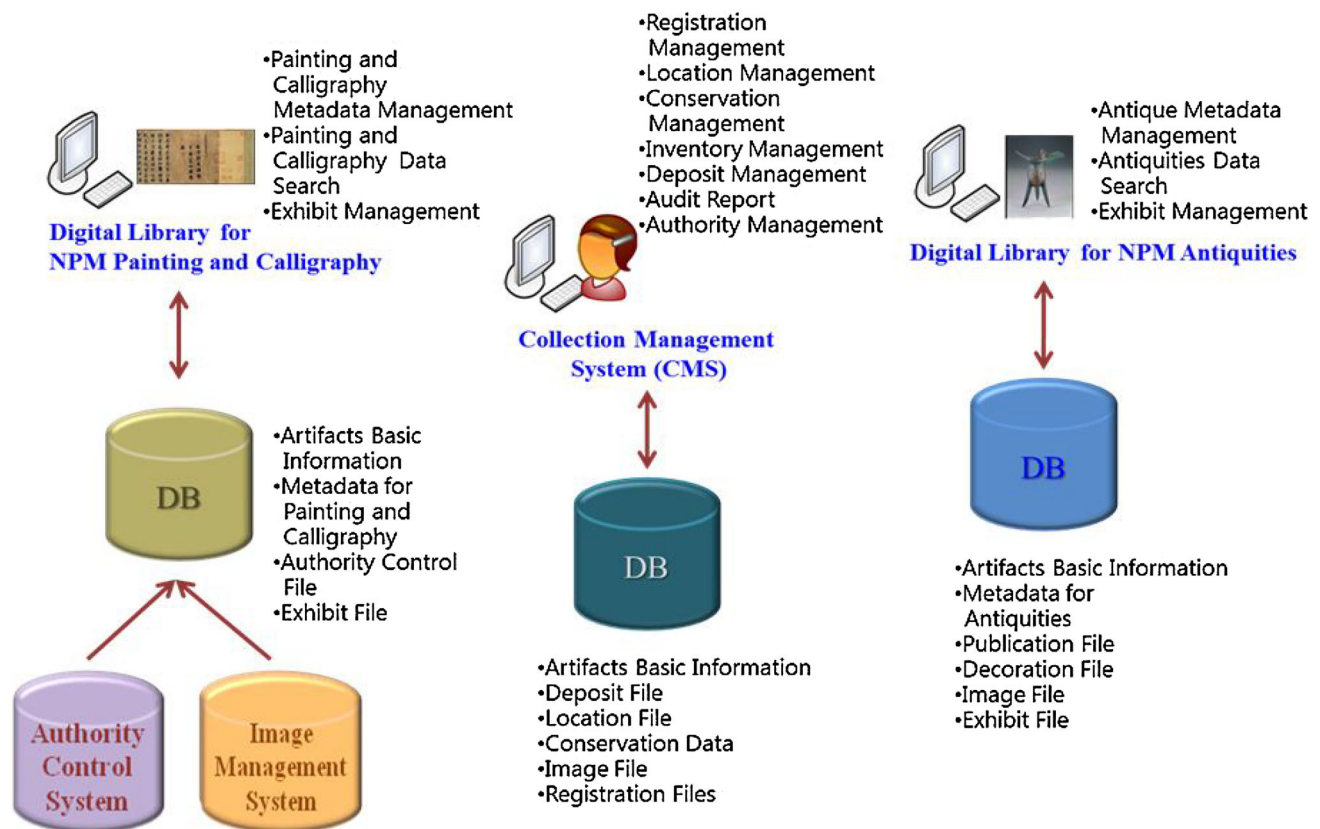 •Painting and
Calligraphy
Metadata Management
•Painting and
Calligraphy Data
Search
•Exhibit Management
Digital Library for
NPM Painting and Calligraphy
•Registration
Management
•Location Management
•Conservation
Management
•Inventory Management
•Deposit Management
•Audit Report
•Authority Management
Collection Management
System (CMS)
•Antique Metadata
Management
•Antiquities Data
Search
•Exhibit Management
Digital Library for NPM Antiquities
DB
•Artifacts Basic
Information
•Metadata for
Painting and
Calligraphy
•Authority Control
File
•Exhibit File
Authority
Control
System
Image
Management
System
DB
•Artifacts Basic Information
•Deposit File
•Location File
•Conservation Data
•Image File
•Registration Files
DB
•Artifacts Basic Information
•Metadata for
Antiquities
•Publication File
•Decoration File
•Image File
•Exhibit File